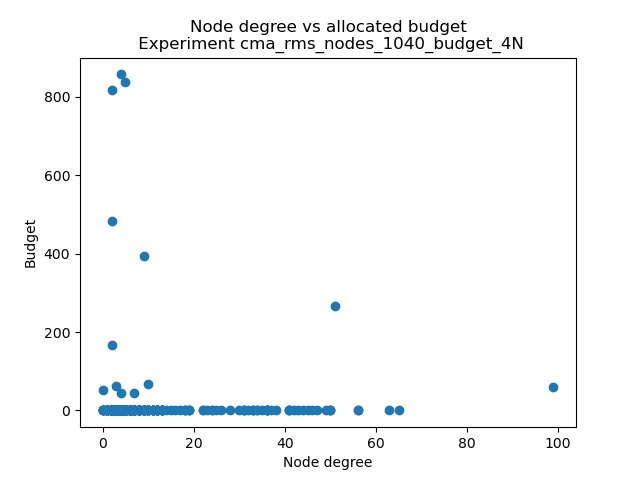 Node degree vs allocated budget
Experiment cma_rms_nodes_1040_budget_4N
800
600
400
200
0
Budget
0 20 40 60 80 100
Node degree